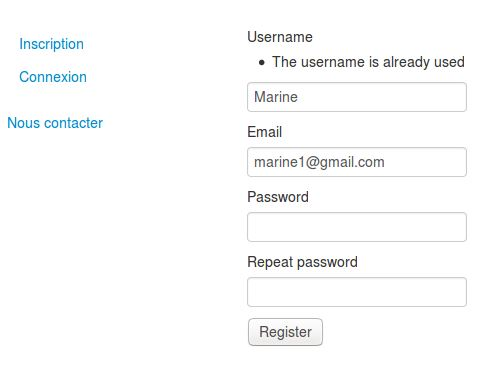 Inscription
Connexion
Nous contacter
Username
• The username is already used
Marine
Email
marine1@gmail.com
Password
Repeat password
Register